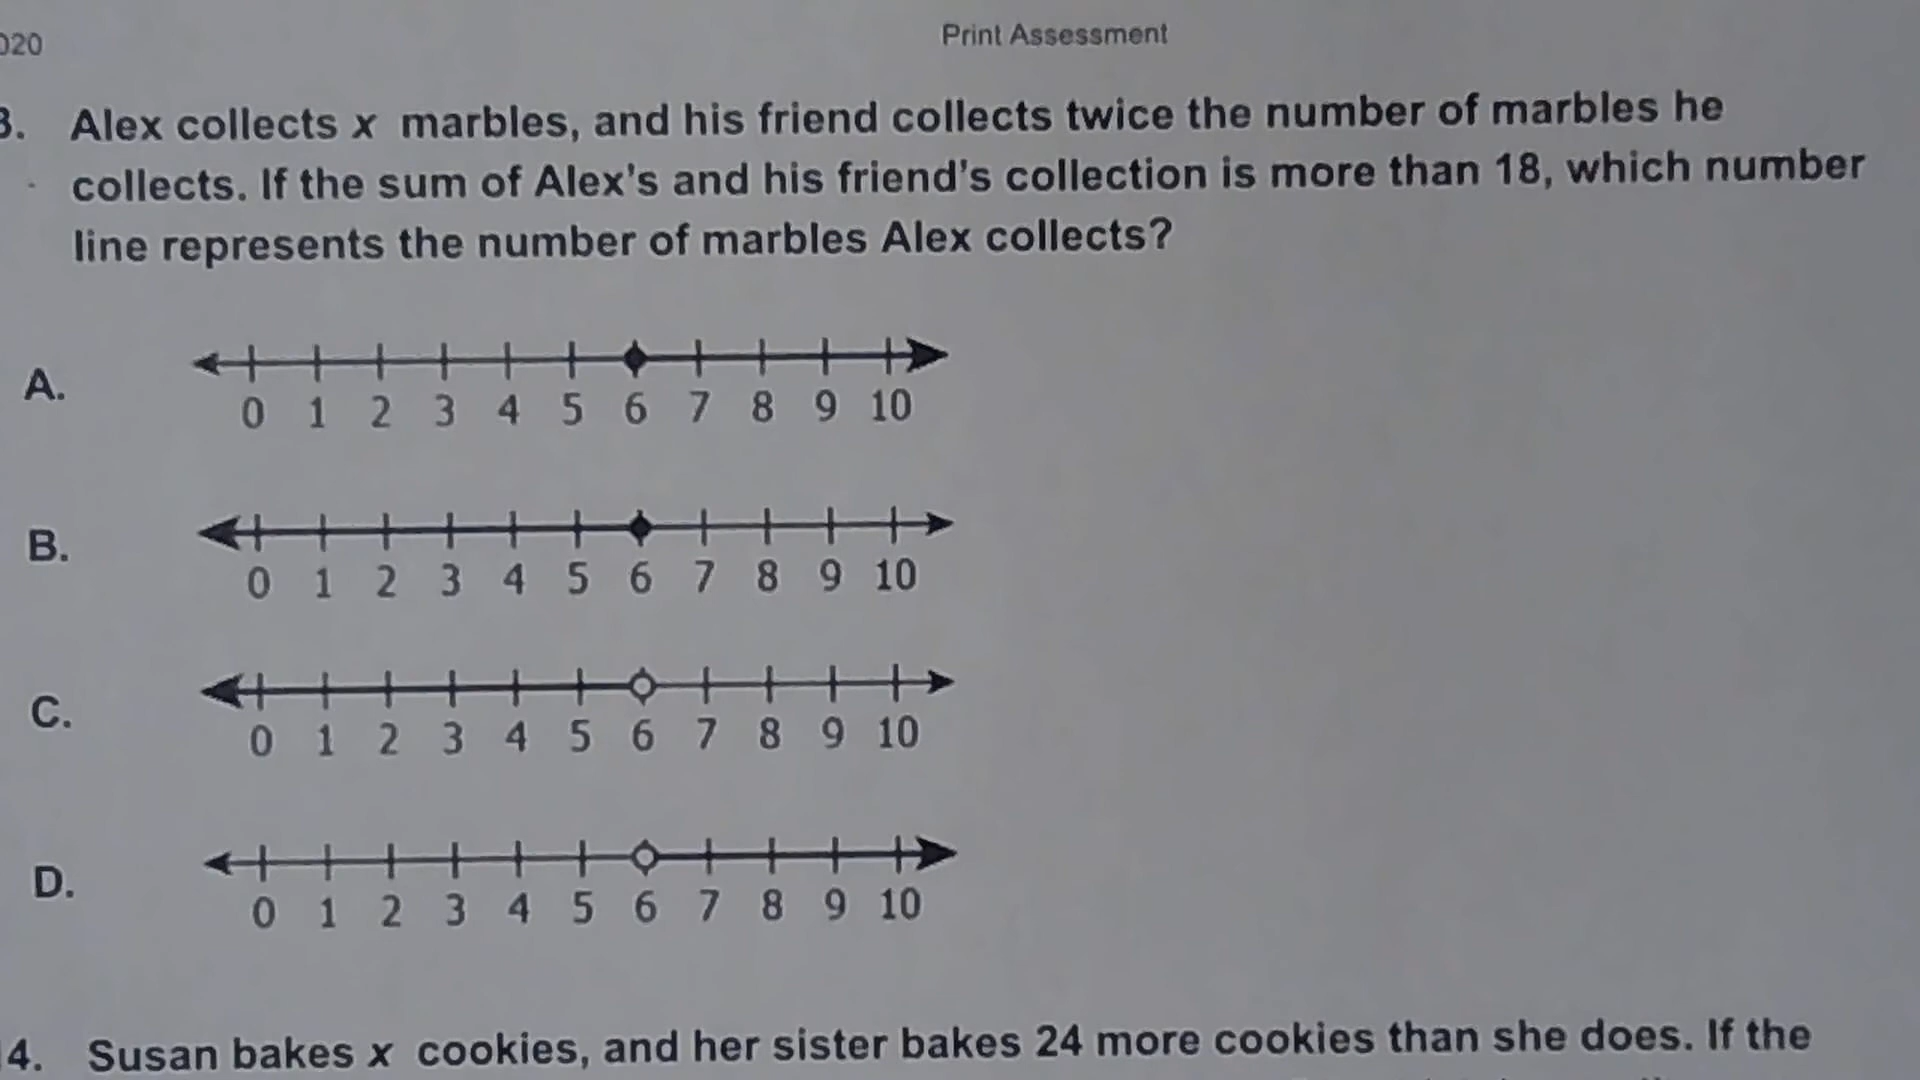 020 Print Assessment
3. Alex collects x marbles, and his friend collects twice the number of marbles he
collects. If the sum of Alex's and his friend's collection is more than 18, which number
line represents the number of marbles Alex collects?
A.
0 1 2 3 4 5 6 7 8 9 10
B.
0 1 2 3 4 5 6 7 8 9 10
C.
0 1 2 3 4 5 6 7 8 9 10
D.
0 1 2 3 4 5 6 7 8 9 10
4. Susan bakes x cookies, and her sister bakes 24 more cookies than she does. If the